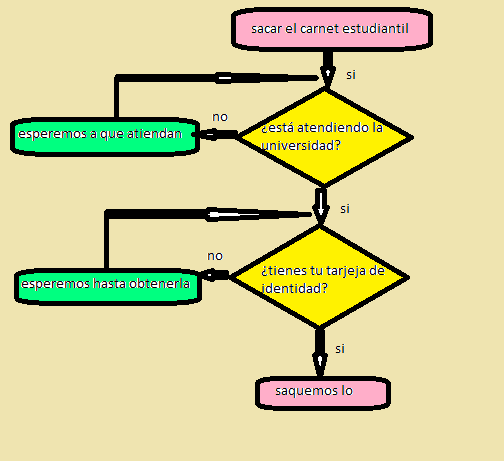 sacar el carnet estudiantil
si
no
¿está atendiendo la
universidad?
esperemos a que atiendan
si
no
¿tienes tu tarjeja de
identidad?
esperemos hasta obtenerla
si
saquemos lo